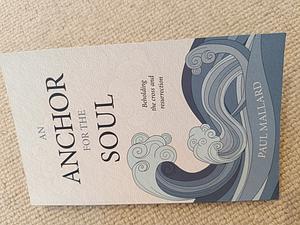 AN
ANCHOR
FOR THE
SOUL
Beholding
the cross and
resurrection
PAUL MALLARD